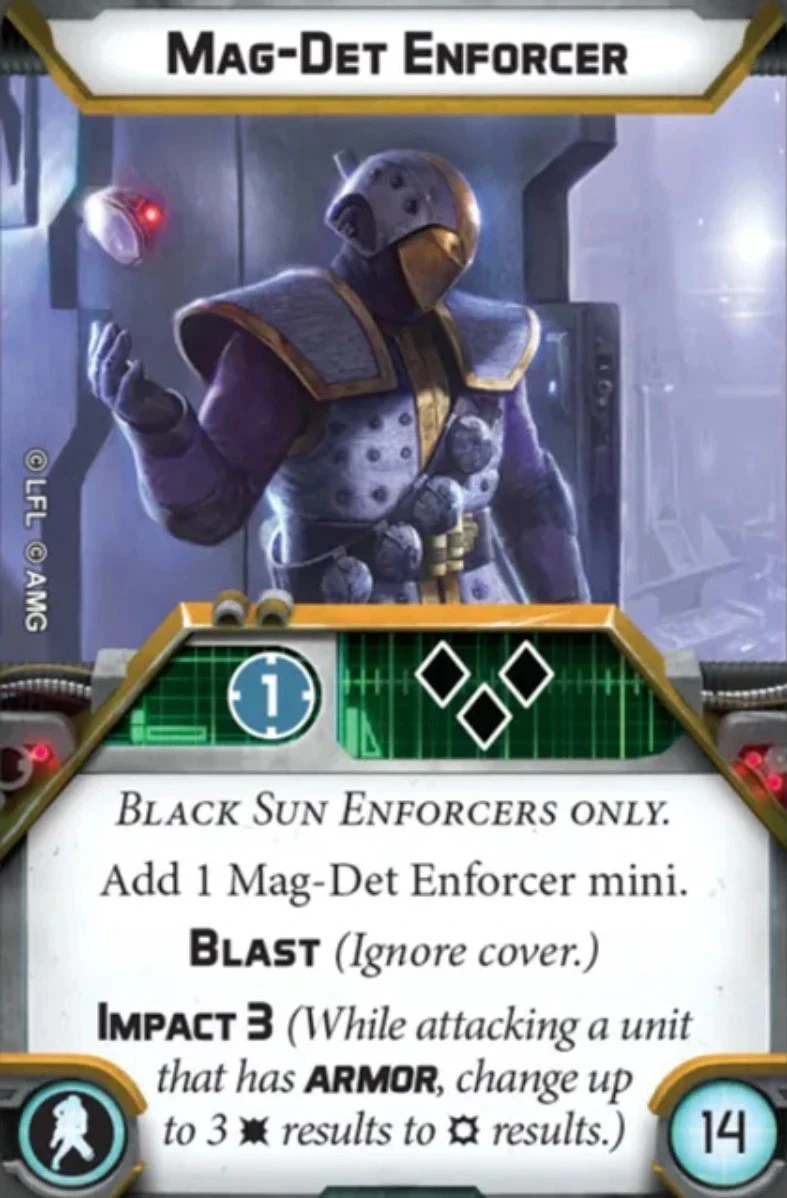 Mag-Det Enforcer
© LFL © AMG
1
Black Sun Enforcers only.
Add 1 Mag-Det Enforcer mini.
Blast (Ignore cover.)
Impact 3 (While attacking a unit
that has ARMOR, change up
to 3 results to results.)
14